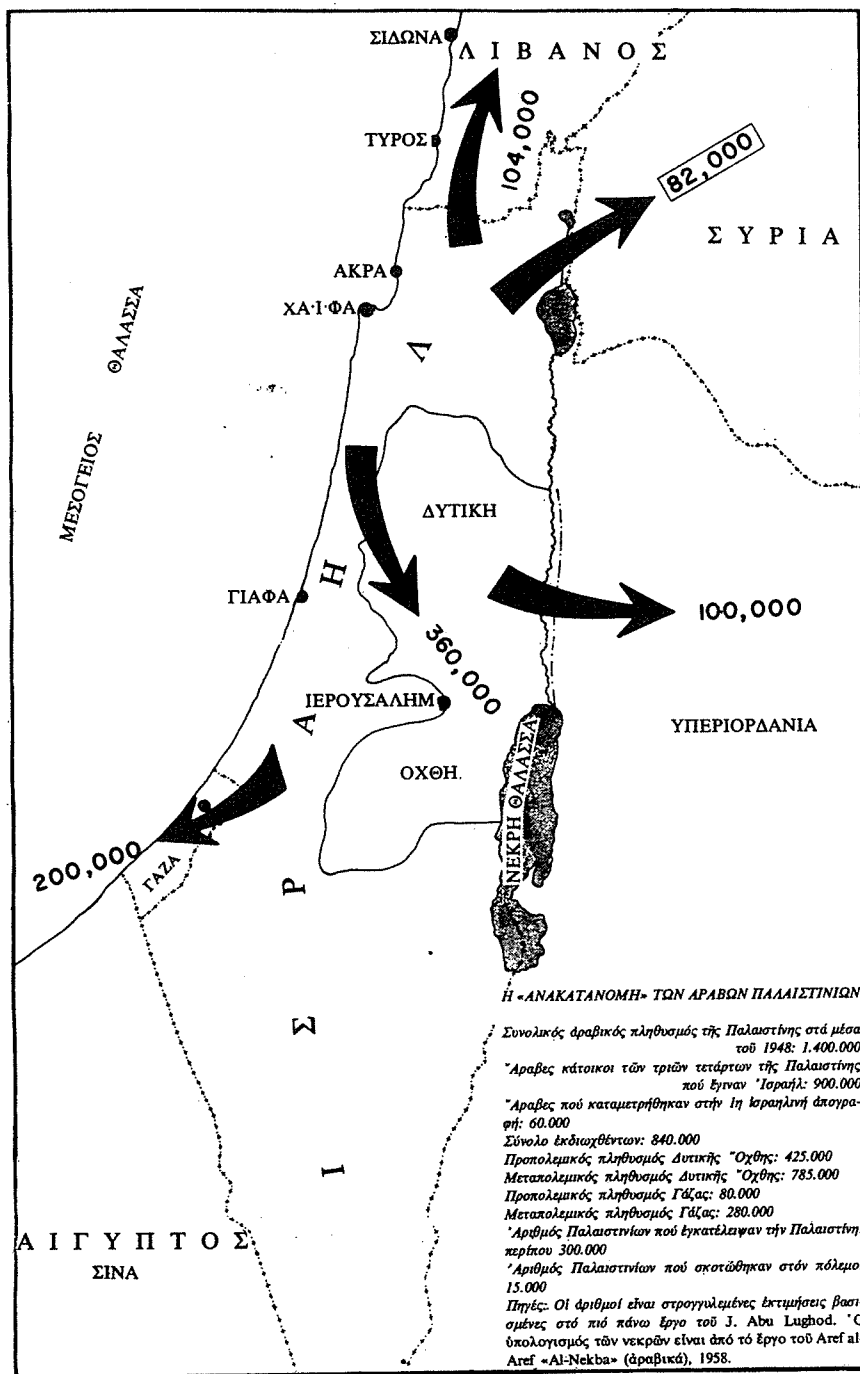 ΣΙΔΩΝΑ
ΛΙΒΑΝΟΣ
104,000
ΤΥΡΟΣ
82,000
ΣΥΡΙΑ
ΑΚΡΑ
ΧΑ·Ι·ΦΑ
ΜΕΣΟΓΕΙΟΣ ΘΑΛΑΣΣΑ
ΔΥΤΙΚΗ
ΓΙΑΦΑ
100,000
360,000
ΙΕΡΟΥΣΑΛΗΜ
ΥΠΕΡΙΟΡΔΑΝΙΑ
ΟΧΘΗ.
ΝΕΚΡΗ ΘΑΛΑΣΣΑ
200,000
ΓΑΖΑ
ΙΣΡΑΗΛ
ΑΙΓΥΠΤΟΣ
ΣΙΝΑ
Η «ΑΝΑΚΑΤΑΝΟΜΗ» ΤΩΝ ΑΡΑΒΩΝ ΠΑΛΑΙΣΤΙΝΙΩΝ
Συνολικός ἀραβικός πληθυσμός τῆς Παλαιστίνης στά μέσα
τοῦ 1948: 1.400.000
Ἄραβες κάτοικοι τῶν τριῶν τετάρτων τῆς Παλαιστίνης
πού ἔγιναν Ἰσραήλ: 900.000
Ἄραβες πού καταμετρήθηκαν στήν 1η ἰσραηλινή ἀπογρα-
φή: 60.000
Σύνολο ἐκδιωχθέντων: 840.000
Προπολεμικός πληθυσμός Δυτικῆς Ὄχθης: 425.000
Μεταπολεμικός πληθυσμός Δυτικῆς Ὄχθης: 785.000
Προπολεμικός πληθυσμός Γάζας: 80.000
Μεταπολεμικός πληθυσμός Γάζας: 280.000
Ἀριθμός Παλαιστινίων πού ἐγκατέλειψαν τήν Παλαιστίνη
περίπου 300.000
Ἀριθμός Παλαιστινίων πού σκοτώθηκαν στόν πόλεμο
15.000
Πηγές: Οἱ ἀριθμοί εἶναι στρογγυλεμένες ἐκτιμήσεις βασι-
σμένες στό πιό πάνω ἔργο τοῦ J. Abu Lughod. Ὁ
ὑπολογισμός τῶν νεκρῶν εἶναι ἀπό τό ἔργο τοῦ Aref al-
Aref «Al-Nekba» (ἀραβικά), 1958.